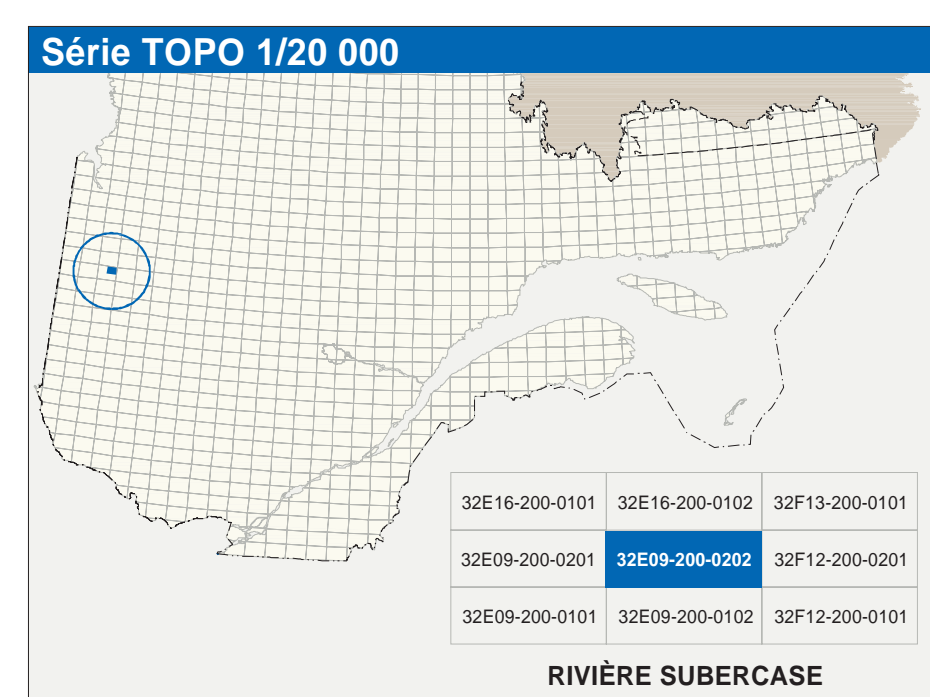 Série TOPO 1/20 000
32E16-200-0101 32E16-200-0102 32F13-200-0101
32E09-200-0201 32E09-200-0202 32F12-200-0201
32E09-200-0101 32E09-200-0102 32F12-200-0101
RIVIÈRE SUBERCASE